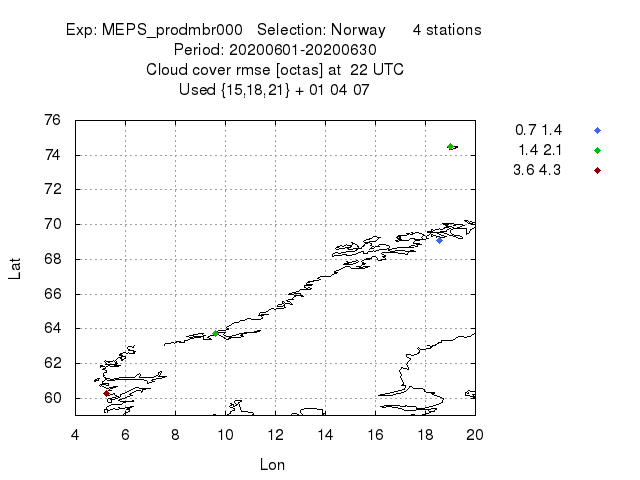 Exp: MEPS_prodmbr000   Selection: Norway      4 stations
Period: 20200601-20200630
Cloud cover rmse [octas] at  22 UTC
Used {15,18,21} + 01 04 07
0.7 1.4
1.4 2.1
3.6 4.3
76
74
72
70
68
66
64
62
60
Lat
4 6 8 10 12 14 16 18 20
Lon